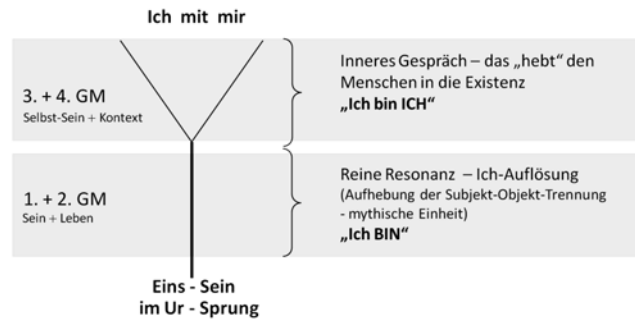 Ich mit mir
3. + 4. GM
Selbst-Sein + Kontext
Inneres Gespräch – das „hebt“ den
Menschen in die Existenz
„Ich bin ICH“
1. + 2. GM
Sein + Leben
Reine Resonanz – Ich-Auflösung
(Aufhebung der Subjekt-Objekt-Trennung
- mythische Einheit)
„Ich BIN“
Eins - Sein
im Ur - Sprung